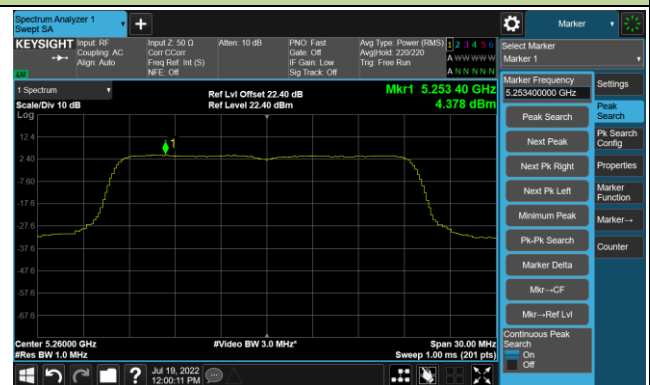 Spectrum Analyzer 1
Swept SA
+
Marker
KEYSIGHT
Input: RF
Coupling: AC
Align: Auto
Input Z: 50 Ω
Corr CCorr
Freq Ref: Int (S)
NFE: Off
Atten: 10 dB
PNO: Fast
Gate: Off
IF Gain: Low
Sig Track: Off
Avg Type: Power (RMS)
Avg|Hold: 220/220
Trig: Free Run
1 2 3 4 5 6
A W W W W W
A N N N N N
LXI
Select Marker
Marker 1
1 Spectrum
Scale/Div 10 dB
Log
Ref Lvl Offset 22.40 dB
Ref Level 22.40 dBm
Mkr1 5.253 40 GHz
4.378 dBm
12.4
2.40
-7.60
-17.6
-27.6
-37.6
-47.6
-57.6
-67.6
1
Center 5.26000 GHz
#Res BW 1.0 MHz
#Video BW 3.0 MHz*
Span 30.00 MHz
Sweep 1.00 ms (201 pts)
Marker Frequency
5.253400000 GHz
Peak Search
Next Peak
Next Pk Right
Next Pk Left
Minimum Peak
Pk-Pk Search
Marker Delta
Mkr→CF
Mkr→Ref Lvl
Continuous Peak
Search
On
Off
Settings
Peak
Search
Pk Search
Config
Properties
Marker
Function
Marker→
Counter
?
Jul 19, 2022
12:00:11 PM